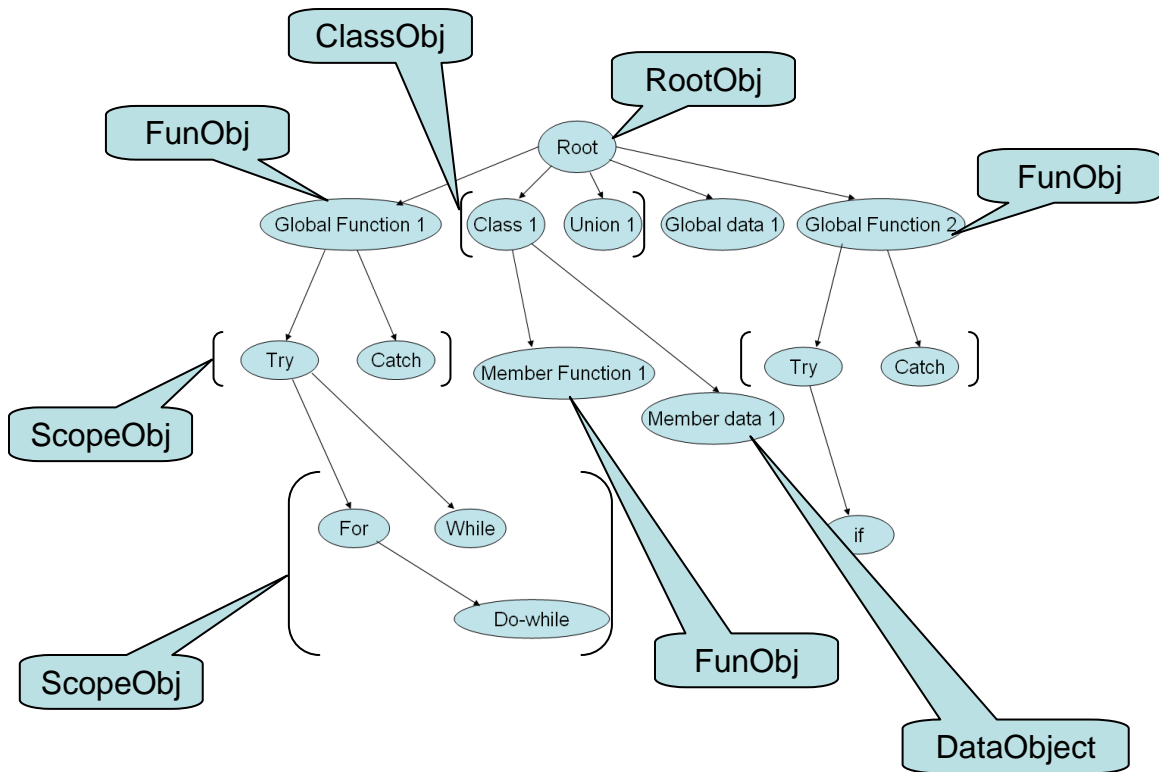 ClassObj
RootObj
FunObj
FunObj
Root
Global Function 1
Class 1
Union 1
Global data 1
Global Function 2
Try
Catch
Member Function 1
Try
Catch
Member data 1
ScopeObj
For
While
if
Do-while
ScopeObj
FunObj
DataObject